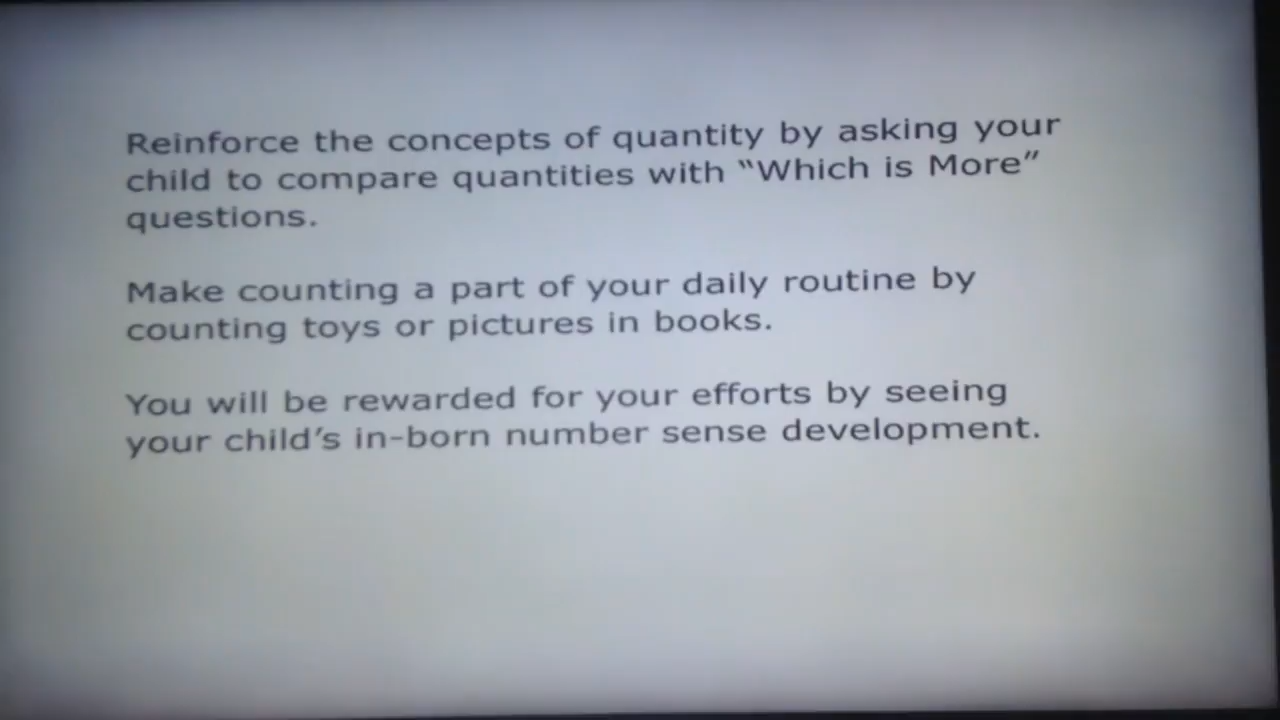 Reinforce the concepts of quantity by asking your
child to compare quantities with “Which is More”
questions.
Make counting a part of your daily routine by
counting toys or pictures in books.
You will be rewarded for your efforts by seeing
your child’s in-born number sense development.